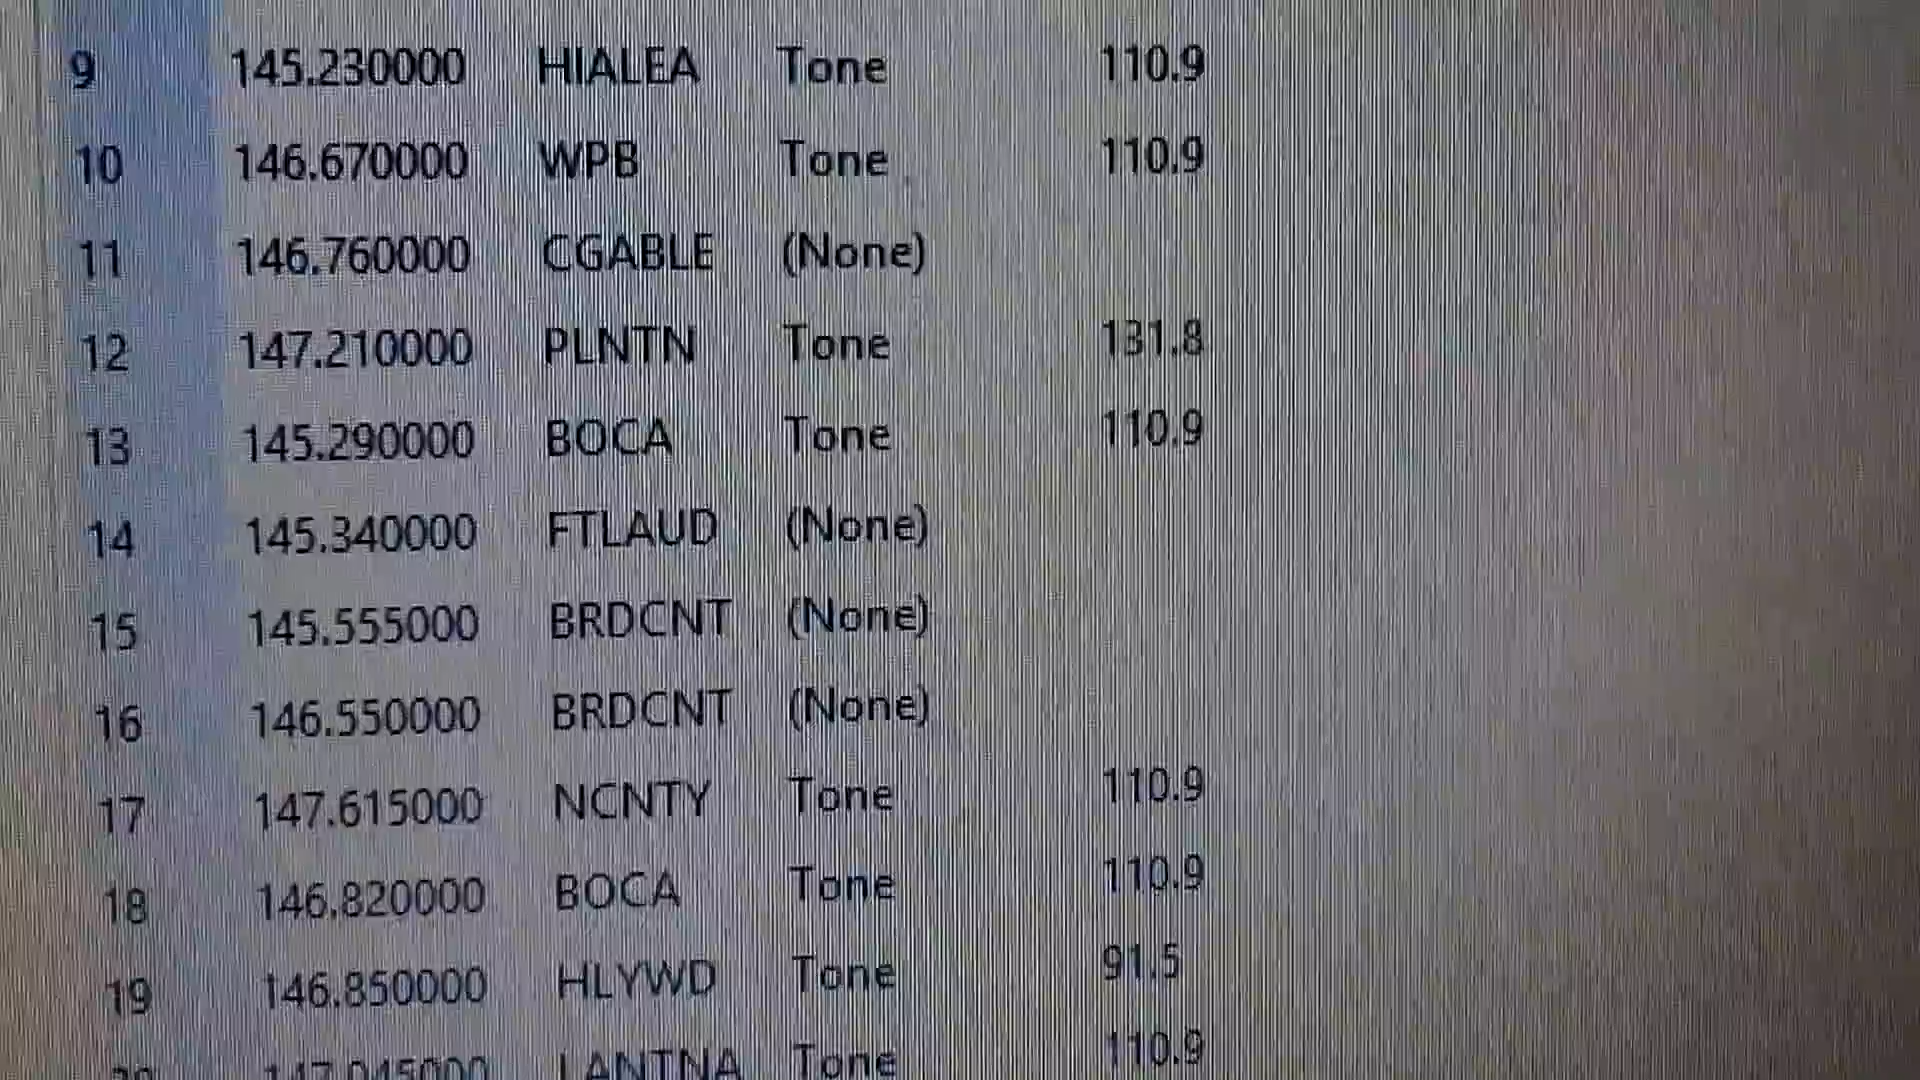 9 145.230000 HIALEA Tone 110.9
10 146.670000 WPB Tone 110.9
11 146.760000 CGABLE (None)
12 147.210000 PLNTN Tone 131.8
13 145.290000 BOCA Tone 110.9
14 145.340000 FTLAUD (None)
15 145.555000 BRDCNT (None)
16 146.550000 BRDCNT (None)
17 147.615000 NCNTY Tone 110.9
18 146.820000 BOCA Tone 110.9
19 146.850000 HLYWD Tone 91.5
20 147.045000 LANTNA Tone 110.9